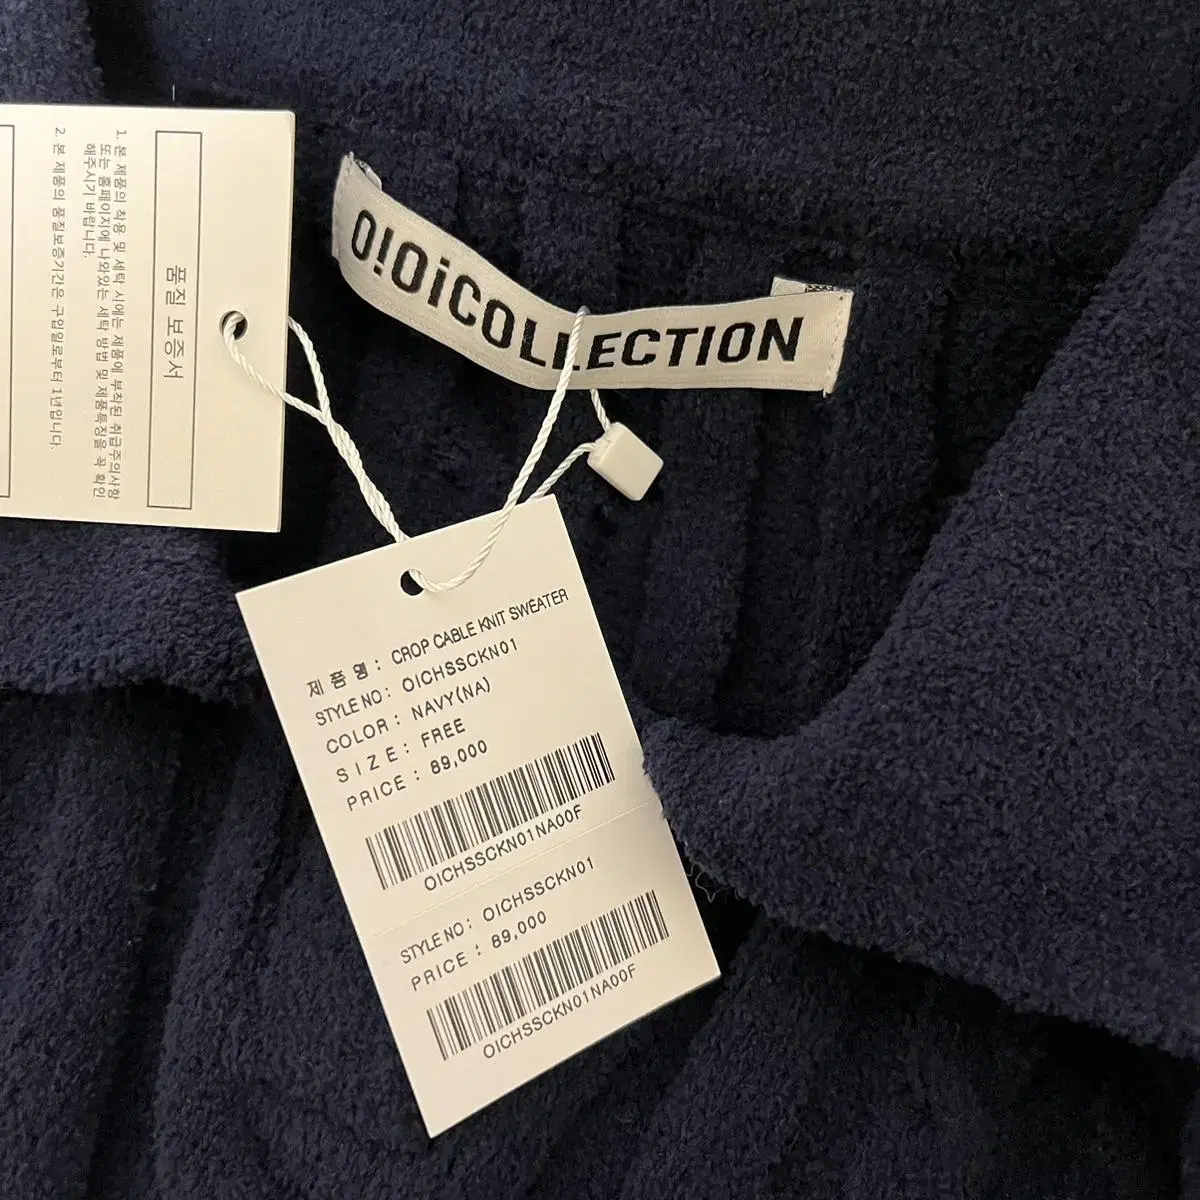 O!OiCOLLECTION
품질 보증서
1. 본 제품의 착용 및 세탁 시에는 제품에 부착된 취급주의사항
또는 홈페이지에 나와있는 세탁 방법 및 제품특징을 꼭 확인
해주시기 바랍니다.
2. 본 제품의 품질보증기간은 구입일로부터 1년입니다.
제 품 명 : CROP CABLE KNIT SWEATER
STYLE NO : OICHSSCKN01
COLOR : NAVY(NA)
SIZE : FREE
PRICE : 89,000
OICHSSCKN01NA00F
STYLE NO : OICHSSCKN01
PRICE : 89,000
OICHSSCKN01NA00F